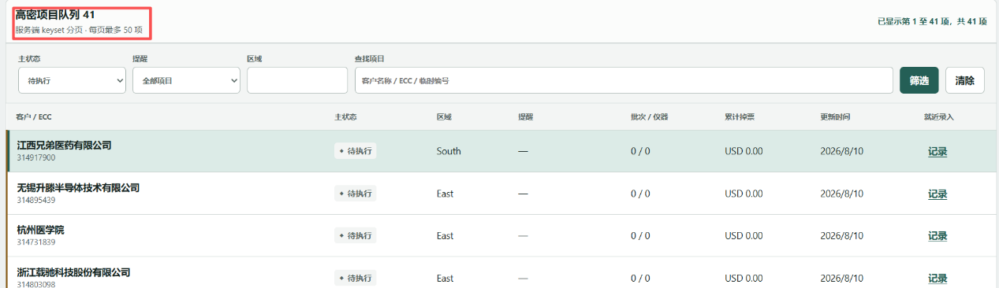 高密项目队列 41
服务端 keyset 分页 · 每页最多 50 项
已显示第 1 至 41 项，共 41 项
主状态 提醒 区域 查找项目
待执行 全部项目 客户名称 / ECC / 临时编号 筛选 清除
客户 / ECC 主状态 区域 提醒 批次 / 仪器 累计掉票 更新时间 就近录入
江西兄弟医药有限公司
314917900
待执行 South — 0 / 0 USD 0.00 2026/8/10 记录
无锡升滕半导体技术有限公司
314895439
待执行 East — 0 / 0 USD 0.00 2026/8/10 记录
杭州医学院
314731839
待执行 East — 0 / 0 USD 0.00 2026/8/10 记录
浙江载驰科技股份有限公司
314803098
待执行 East — 0 / 0 USD 0.00 2026/8/10 记录